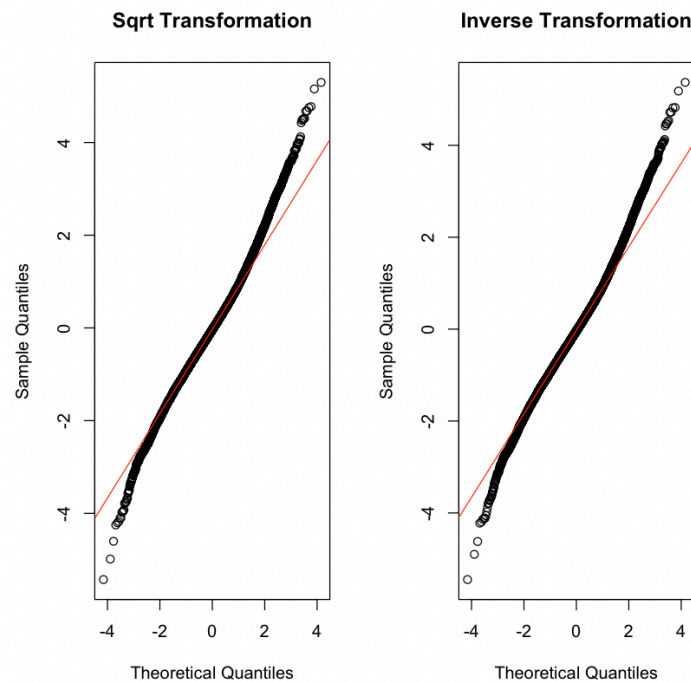 Sqrt Transformation
Sample Quantiles
4
2
0
-2
-4
-4 -2 0 2 4
Theoretical Quantiles
Inverse Transformation
Sample Quantiles
4
2
0
-2
-4
-4 -2 0 2 4
Theoretical Quantiles